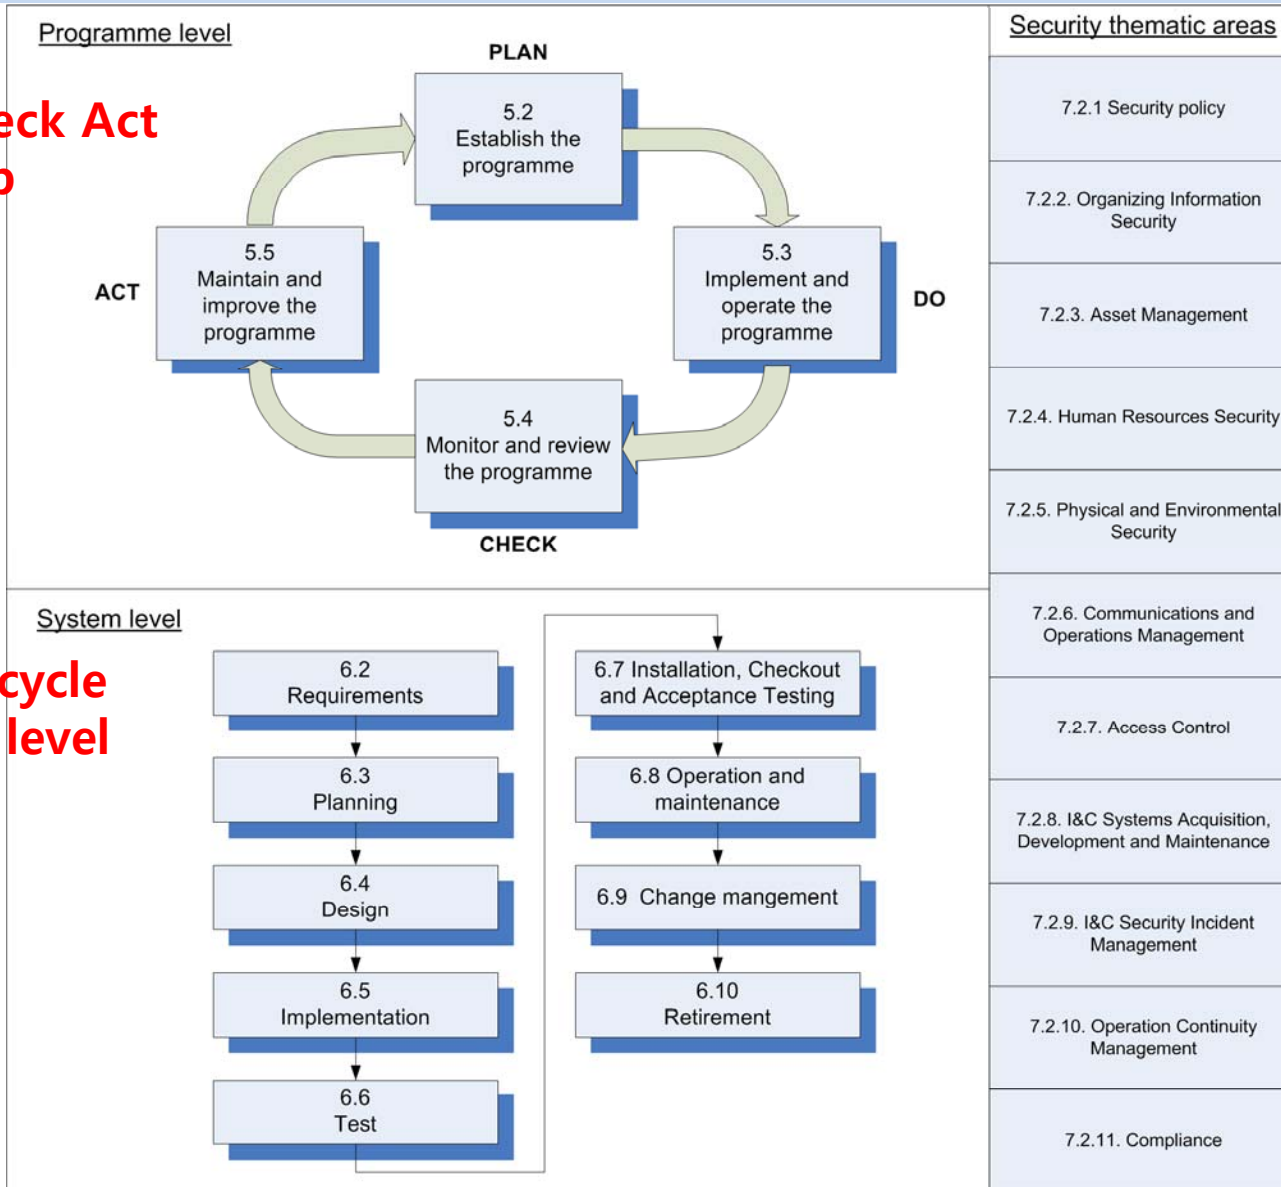 Programme level
PLAN
5.2
Establish the
programme
eck Act
ACT
5.5
Maintain and
improve the
programme
5.3
Implement and
operate the
programme
DO
5.4
Monitor and review
the programme
CHECK
System level
cycle
level
6.2
Requirements
6.3
Planning
6.4
Design
6.5
Implementation
6.6
Test
6.7 Installation, Checkout
and Acceptance Testing
6.8 Operation and
maintenance
6.9 Change mangement
6.10
Retirement
Security thematic areas
7.2.1 Security policy
7.2.2. Organizing Information
Security
7.2.3. Asset Management
7.2.4. Human Resources Security
7.2.5. Physical and Environmental
Security
7.2.6. Communications and
Operations Management
7.2.7. Access Control
7.2.8. I&C Systems Acquisition,
Development and Maintenance
7.2.9. I&C Security Incident
Management
7.2.10. Operation Continuity
Management
7.2.11. Compliance